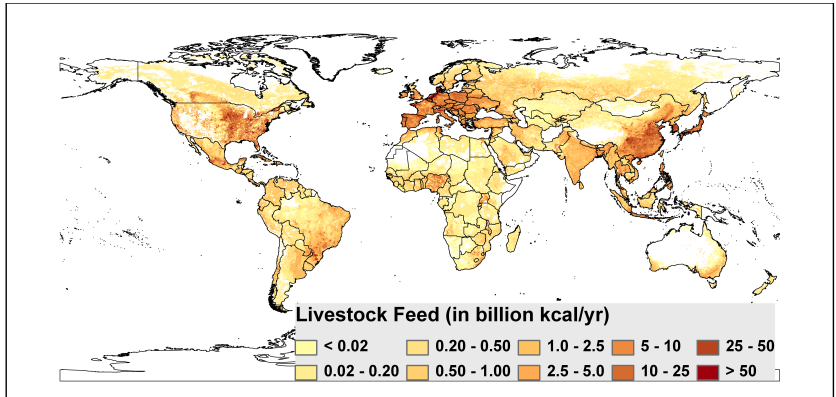 Livestock Feed (in billion kcal/yr)
< 0.02 0.20 - 0.50 1.0 - 2.5 5 - 10 25 - 50
0.02 - 0.20 0.50 - 1.00 2.5 - 5.0 10 - 25 > 50